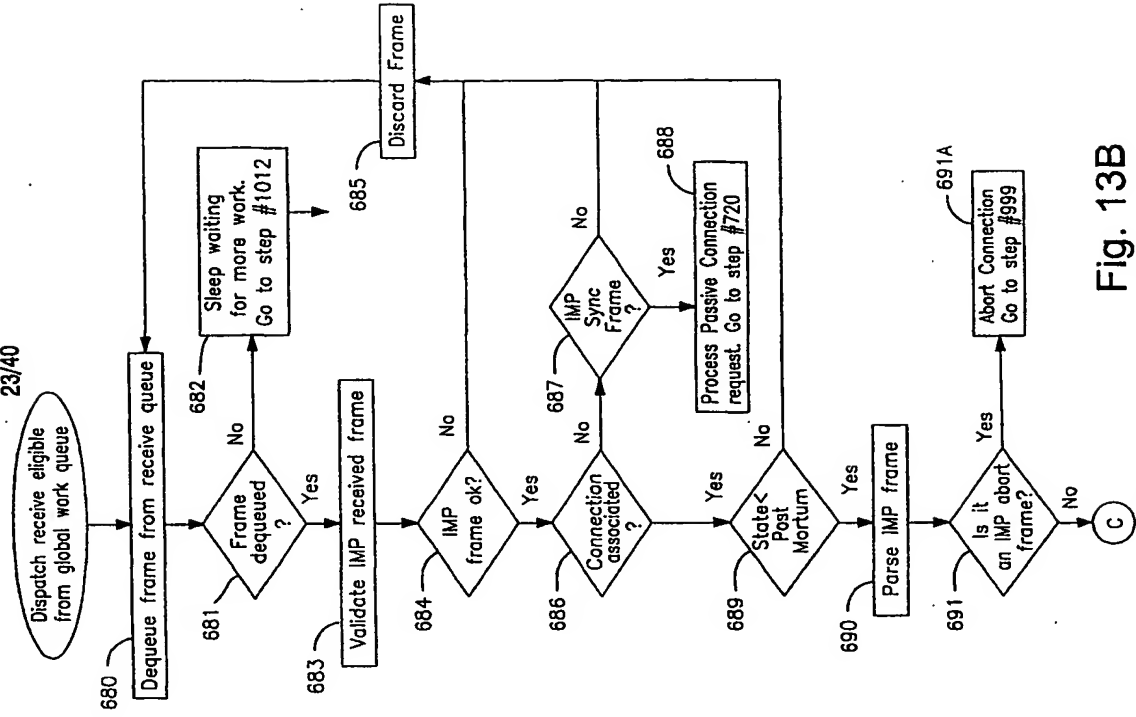 23/40
Dispatch receive eligible
from global work queue
680
Dequeue frame from receive queue
681
Frame
dequeued
?
No
Yes
682
Sleep waiting
for more work.
Go to step #1012
683
Validate IMP received frame
684
IMP
frame ok?
No
Yes
685
Discard Frame
686
Connection
associated
?
No
Yes
687
IMP
Sync
Frame
?
No
Yes
688
Process Passive Connection
request. Go to step #720
689
State<
Post
Mortum
No
Yes
690
Parse IMP frame
691
Is it
an IMP abort
frame?
Yes
No
691A
Abort Connection
Go to step #999
C
Fig. 13B